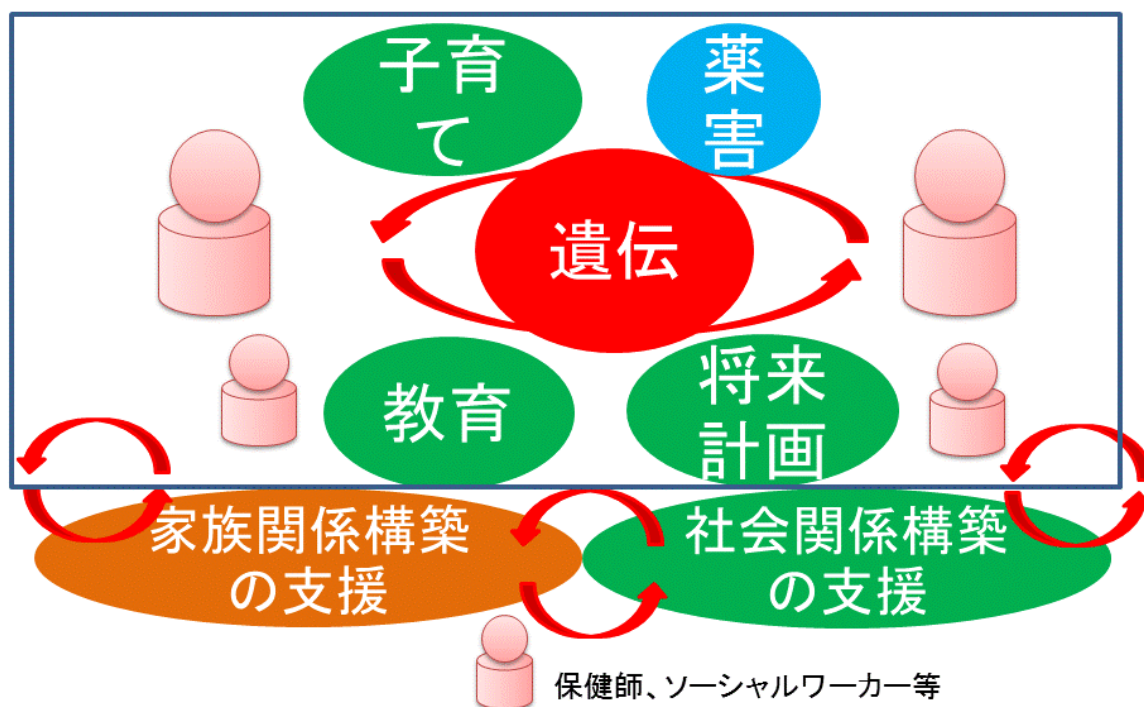 子育
て
薬
害
遺伝
教育
将来
計画
家族関係構築
の支援
社会関係構築
の支援
保健師、ソーシャルワーカー等